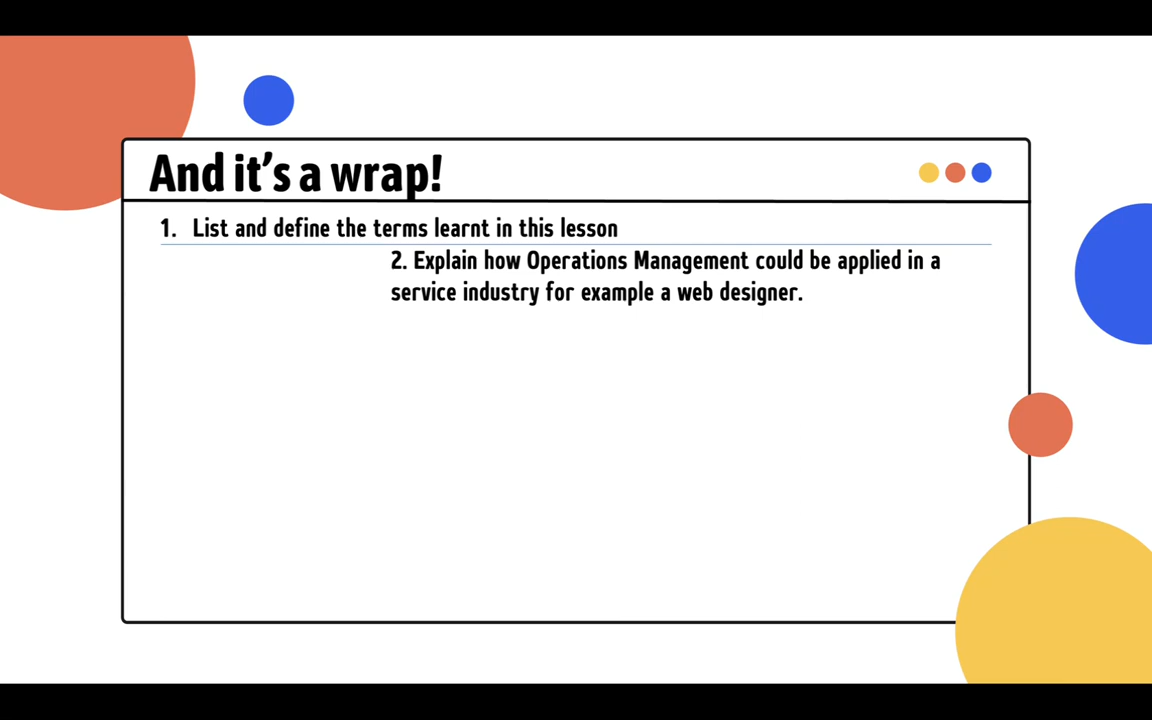 And it's a wrap!
1. List and define the terms learnt in this lesson
2. Explain how Operations Management could be applied in a
service industry for example a web designer.